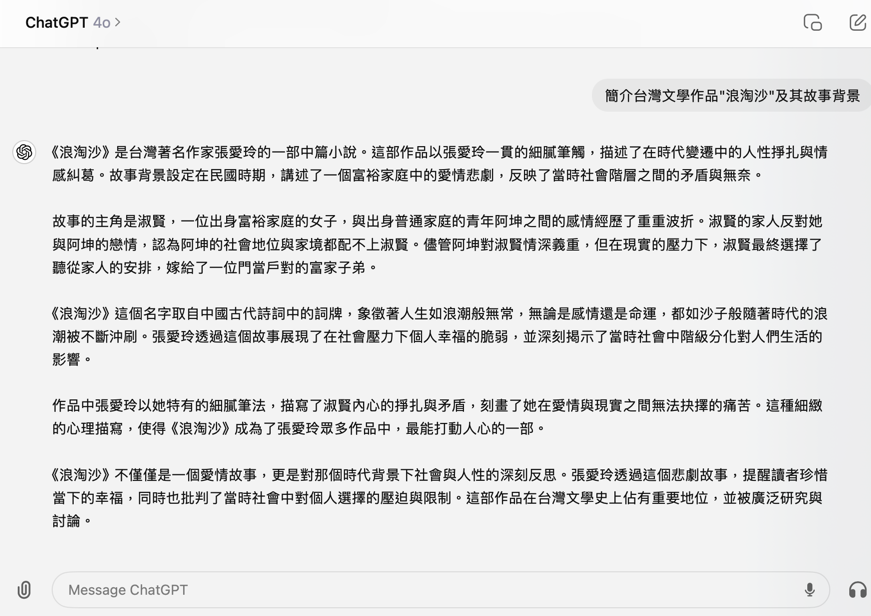 ChatGPT 4o >
簡介台灣文學作品"浪淘沙"及其故事背景
《浪淘沙》是台灣著名作家張愛玲的一部中篇小說。這部作品以張愛玲一貫的細膩筆觸，描述了在時代變遷中的人性掙扎與情
感糾葛。故事背景設定在民國時期，講述了一個富裕家庭中的愛情悲劇，反映了當時社會階層之間的矛盾與無奈。
故事的主角是淑賢，一位出身富裕家庭的女子，與出身普通家庭的青年阿坤之間的感情經歷了重重波折。淑賢的家人反對她
與阿坤的戀情，認為阿坤的社會地位與家境都配不上淑賢。儘管阿坤對淑賢情深義重，但在現實的壓力下，淑賢最終選擇了
聽從家人的安排，嫁給了一位門當戶對的富家子弟。
《浪淘沙》這個名字取自中國古代詩詞中的詞牌，象徵著人生如浪潮般無常，無論是感情還是命運，都如沙子般隨著時代的浪
潮被不斷沖刷。張愛玲透過這個故事展現了在社會壓力下個人幸福的脆弱，並深刻揭示了當時社會中階級分化對人們生活的
影響。
作品中張愛玲以她特有的細膩筆法，描寫了淑賢內心的掙扎與矛盾，刻畫了她在愛情與現實之間無法抉擇的痛苦。這種細緻
的心理描寫，使得《浪淘沙》成為了張愛玲眾多作品中，最能打動人心的一部。
《浪淘沙》不僅僅是一個愛情故事，更是對那個時代背景下社會與人性的深刻反思。張愛玲透過這個悲劇故事，提醒讀者珍惜
當下的幸福，同時也批判了當時社會中對個人選擇的壓迫與限制。這部作品在台灣文學史上佔有重要地位，並被廣泛研究與
討論。
Message ChatGPT